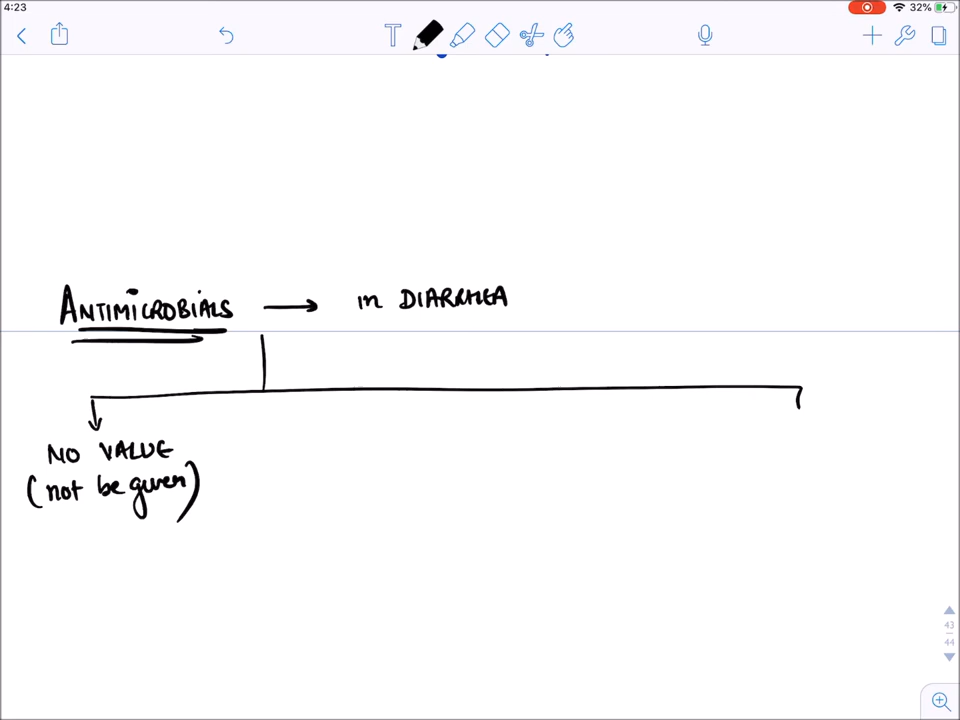 4:23
32%
T
ANTIMICROBIALS → in DIARRHEA
NO VALUE
(not be given)
43
44